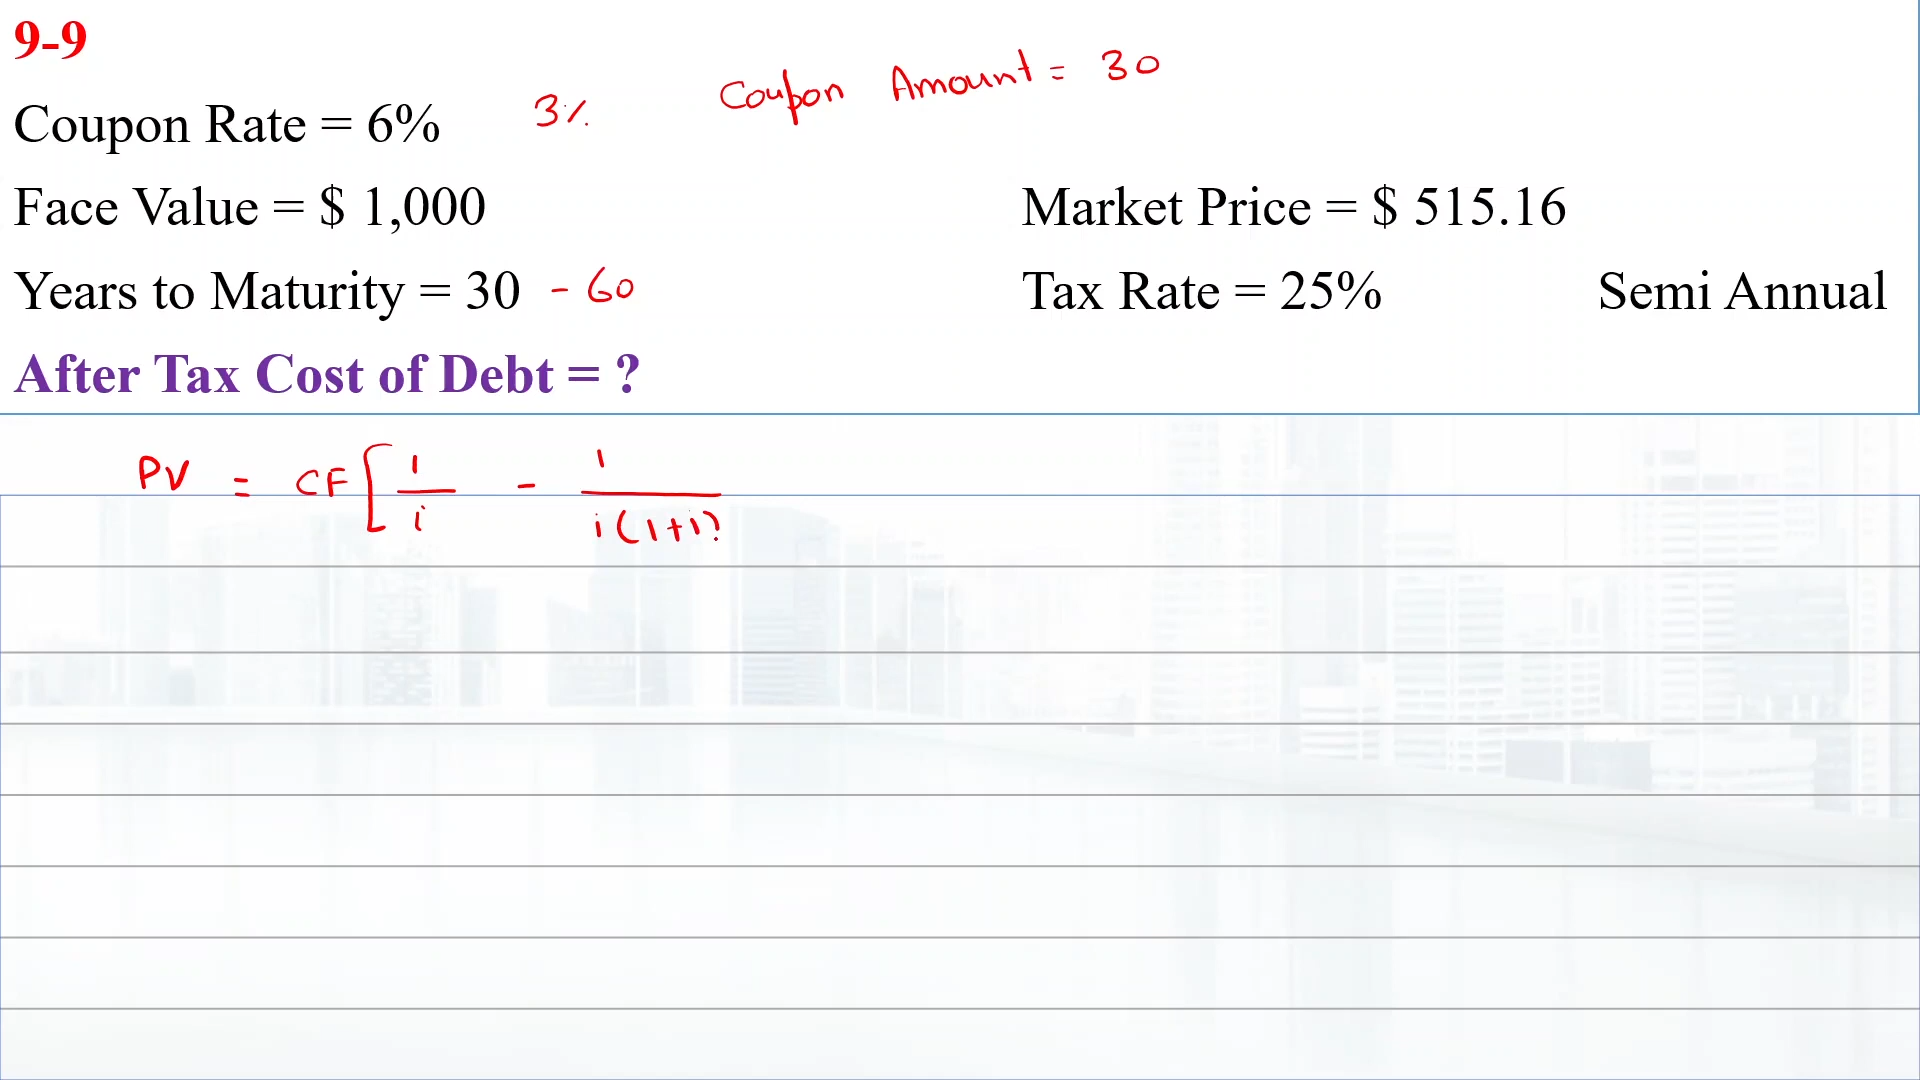 9-9
Coupon Rate = 6% 3% Coupon Amount = 30
Face Value = $ 1,000 Market Price = $ 515.16
Years to Maturity = 30 - 60 Tax Rate = 25% Semi Annual
After Tax Cost of Debt = ?
PV = CF [ 1/i - 1/i(1+i)